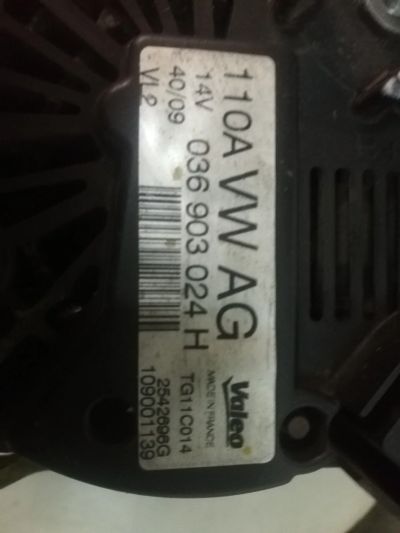 110A VW AG
14V 036 903 024 H
40/09
VL2
Valeo
MADE IN FRANCE
TG11C014
2542696G
109001139